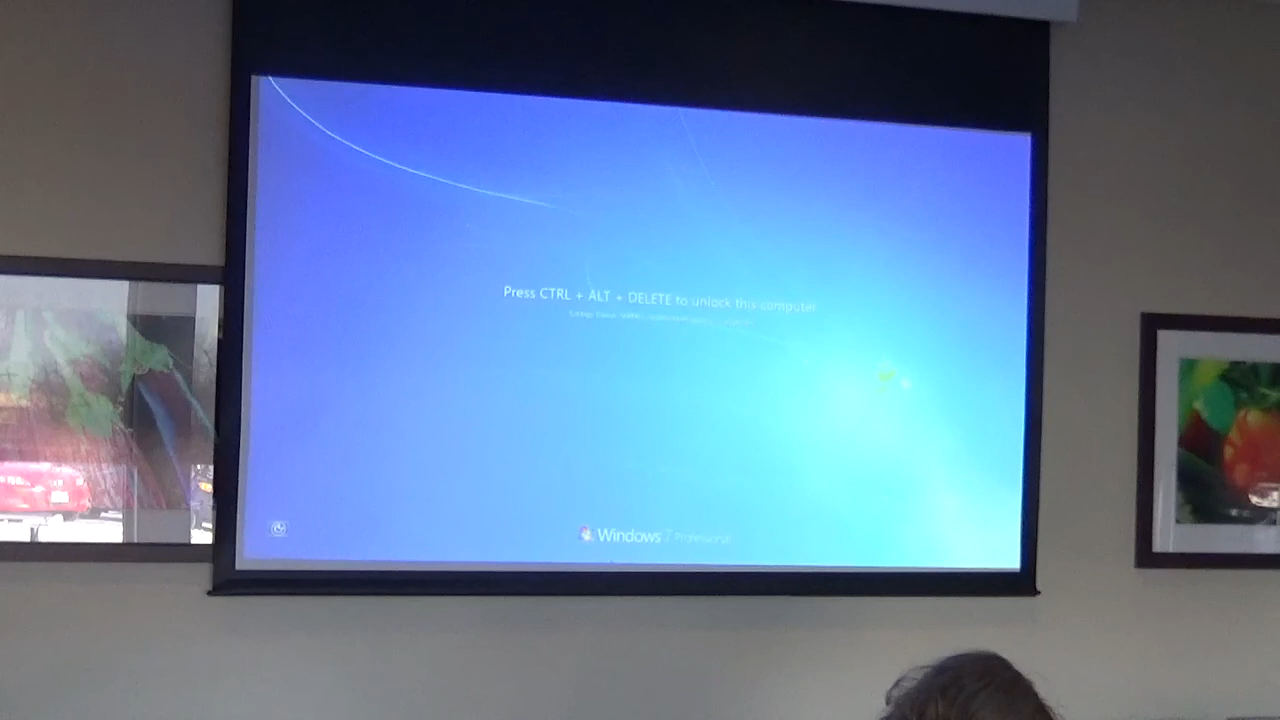 Press CTRL + ALT + DELETE to unlock this computer
Windows 7 Professional